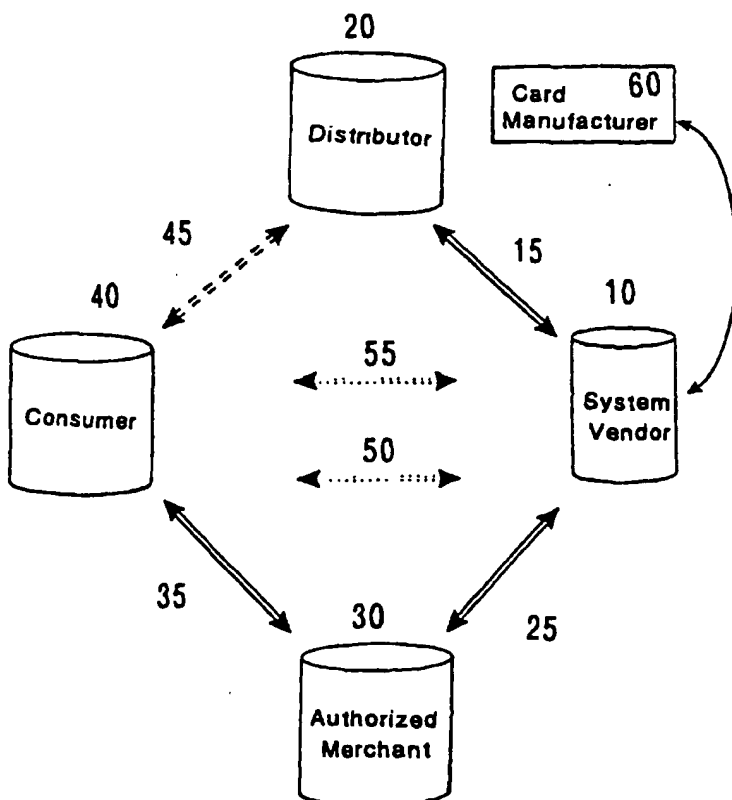 20
Distributor
Card 60
Manufacturer
45
15
40
10
55
Consumer
System
Vendor
50
35
30
25
Authorized
Merchant